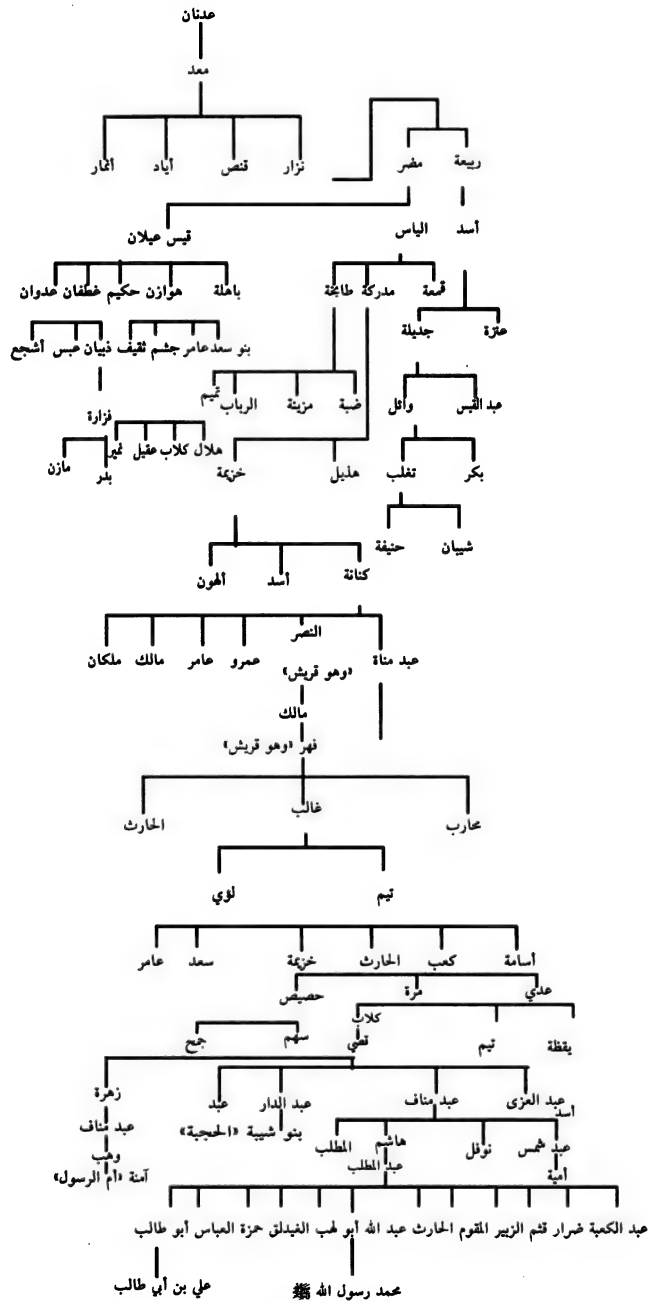 عدنان
معد
ربيعة مضر نزار قنص أياد أنمار
أسد الياس قيس عيلان
قمعة مدركة طابخة باهلة هوازن حكيم غطفان عدوان
عنزة جديلة بنو سعد عامر جشم ثقيف ذبيان عبس أشجع
عبد القيس وائل ضبة مزينة الرباب تميم فزارة
بكر تغلب هذيل خزيمة هلال كلاب عقيل نمير بدر مازن
شيبان حنيفة
كنانة أسد ألهون
النصر
عبد مناة «وهو قريش» عمرو عامر مالك ملكان
مالك
فهر «وهو قريش»
محارب غالب الحارث
تيم لؤي
أسامة كعب الحارث خزيمة سعد عامر
عدي مرة حصيص
كلاب
يقظة تيم قصي سهم جمح
زهرة
عبد العزى عبد مناف عبد الدار عبد
أسد
عبد مناف
بنو شيبة «الحجبة»
عبد شمس نوفل هاشم المطلب
وهب
أمية عبد المطلب
آمنة «أم الرسول»
عبد الكعبة ضرار قثم الزبير المقوم الحارث عبد الله أبو لهب الغيدلق حمزة العباس أبو طالب
محمد رسول الله ﷺ علي بن أبي طالب